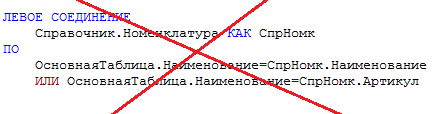 ЛЕВОЕ СОЕДИНЕНИЕ
Справочник.Номенклатура КАК СпрНомк
ПО
ОсновнаяТаблица.Наименование=СпрНомк.Наименование
ИЛИ ОсновнаяТаблица.Наименование=СпрНомк.Артикул